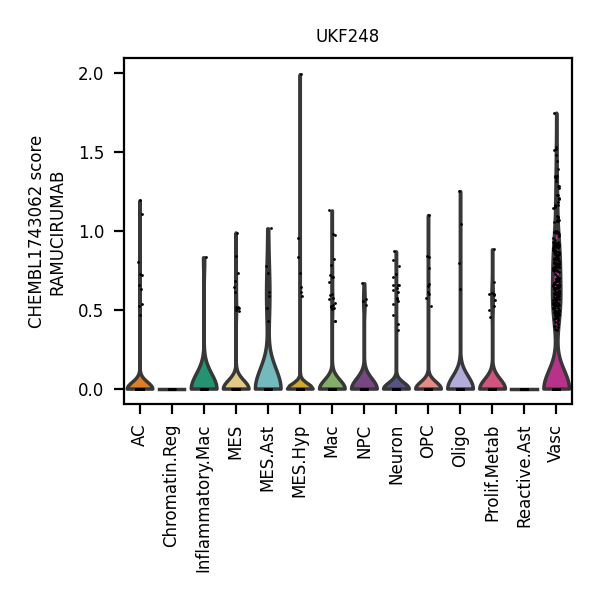 UKF248
CHEMBL1743062 score
RAMUCIRUMAB
2.0
1.5
1.0
0.5
0.0
AC
Chromatin.Reg
Inflammatory.Mac
MES
MES.Ast
MES.Hyp
Mac
NPC
Neuron
OPC
Oligo
Prolif.Metab
Reactive.Ast
Vasc